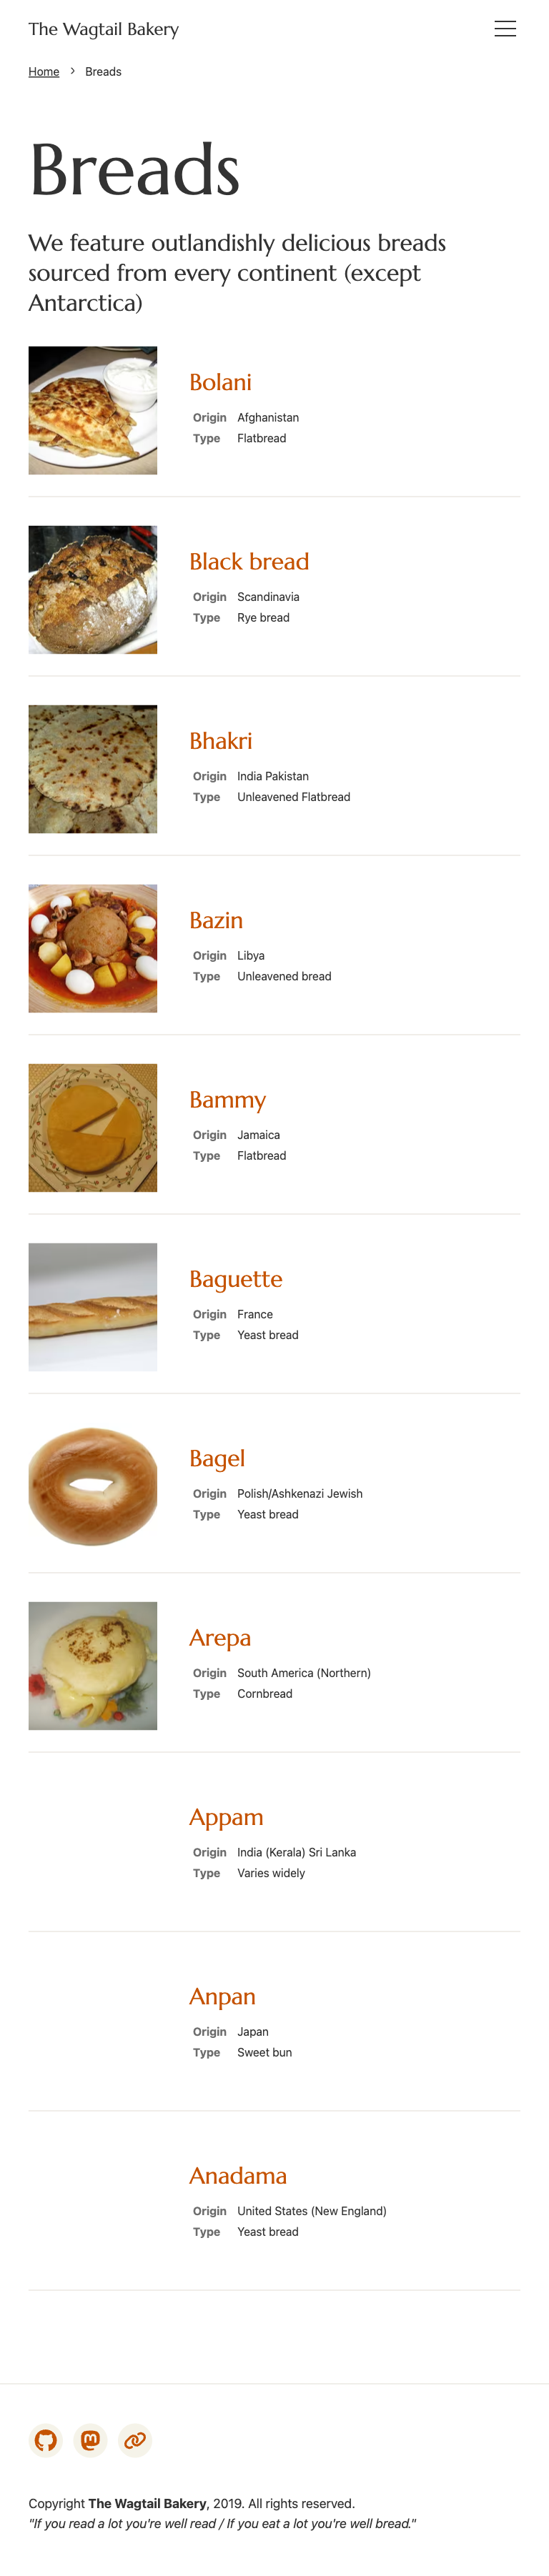 The Wagtail Bakery
Home › Breads
Breads
We feature outlandishly delicious breads
sourced from every continent (except
Antarctica)
Bolani
Origin Afghanistan
Type Flatbread
Black bread
Origin Scandinavia
Type Rye bread
Bhakri
Origin India Pakistan
Type Unleavened Flatbread
Bazin
Origin Libya
Type Unleavened bread
Bammy
Origin Jamaica
Type Flatbread
Baguette
Origin France
Type Yeast bread
Bagel
Origin Polish/Ashkenazi Jewish
Type Yeast bread
Arepa
Origin South America (Northern)
Type Cornbread
Appam
Origin India (Kerala) Sri Lanka
Type Varies widely
Anpan
Origin Japan
Type Sweet bun
Anadama
Origin United States (New England)
Type Yeast bread
Copyright The Wagtail Bakery, 2019. All rights reserved.
"If you read a lot you're well read / If you eat a lot you're well bread."